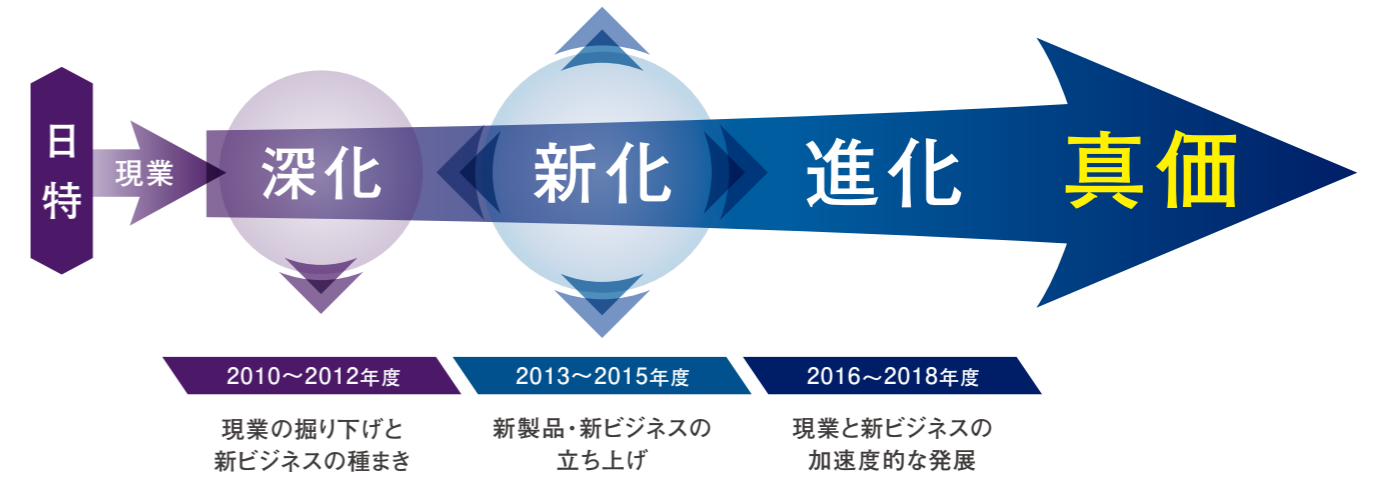 日特
現業
深化
新化
進化
真価
2010～2012年度
現業の掘り下げと
新ビジネスの種まき
2013～2015年度
新製品・新ビジネスの
立ち上げ
2016～2018年度
現業と新ビジネスの
加速度的な発展